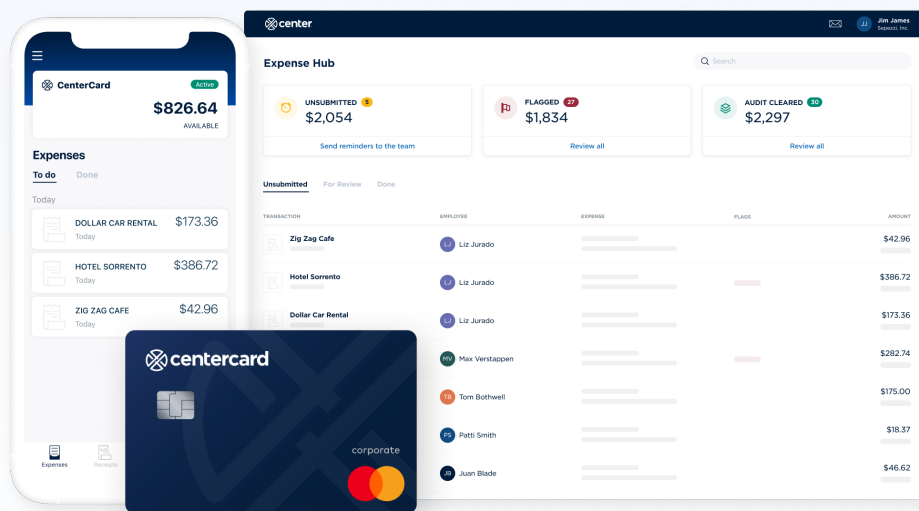 CenterCard
Active
$826.64
AVAILABLE
Expenses
To do Done
Today
DOLLAR CAR RENTAL $173.36
Today
HOTEL SORRENTO $386.72
Today
ZIG ZAG CAFE $42.96
Today
Expenses Receipts
centercard
corporate
center
JJ
Jim James
Sepezzi, Inc.
Expense Hub
Search
UNSUBMITTED 5
$2,054
Send reminders to the team
FLAGGED 27
$1,834
Review all
AUDIT CLEARED 30
$2,297
Review all
Unsubmitted For Review Done
TRANSACTION EMPLOYEE EXPENSE FLAGS AMOUNT
Zig Zag Cafe LJ Liz Jurado $42.96
Hotel Sorrento LJ Liz Jurado $386.72
Dollar Car Rental LJ Liz Jurado $173.36
MV Max Verstappen $282.74
TB Tom Bothwell $175.00
PS Patti Smith $18.37
JB Juan Blade $46.62